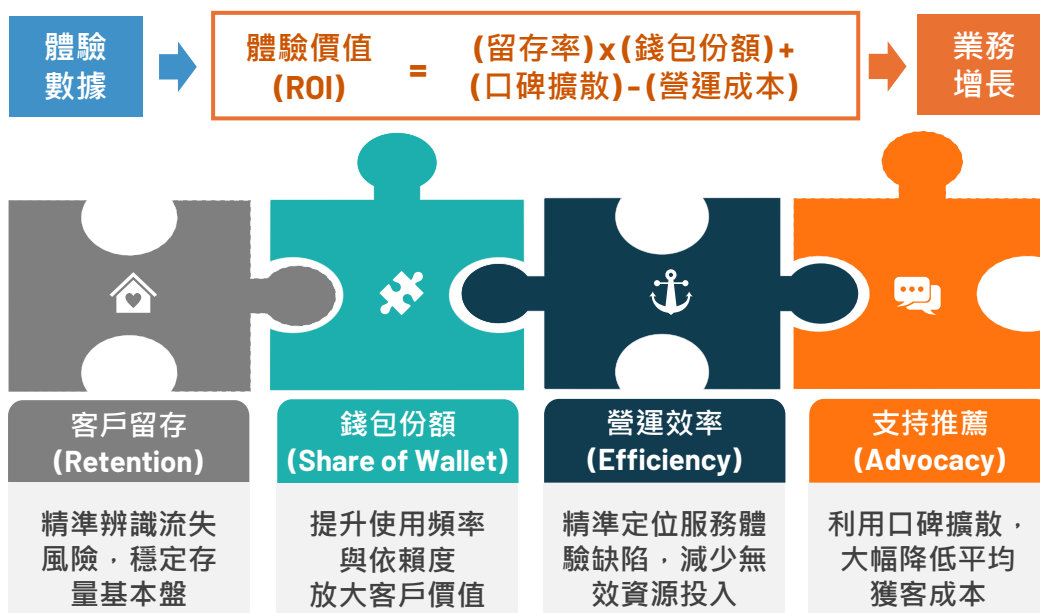 體驗
數據
體驗價值
(ROI)
=
(留存率)x(錢包份額)+
(口碑擴散)-(營運成本)
業務
增長
客戶留存
(Retention)
精準辨識流失
風險，穩定存
量基本盤
錢包份額
(Share of Wallet)
提升使用頻率
與依賴度
放大客戶價值
營運效率
(Efficiency)
精準定位服務體
驗缺陷，減少無
效資源投入
支持推薦
(Advocacy)
利用口碑擴散，
大幅降低平均
獲客成本